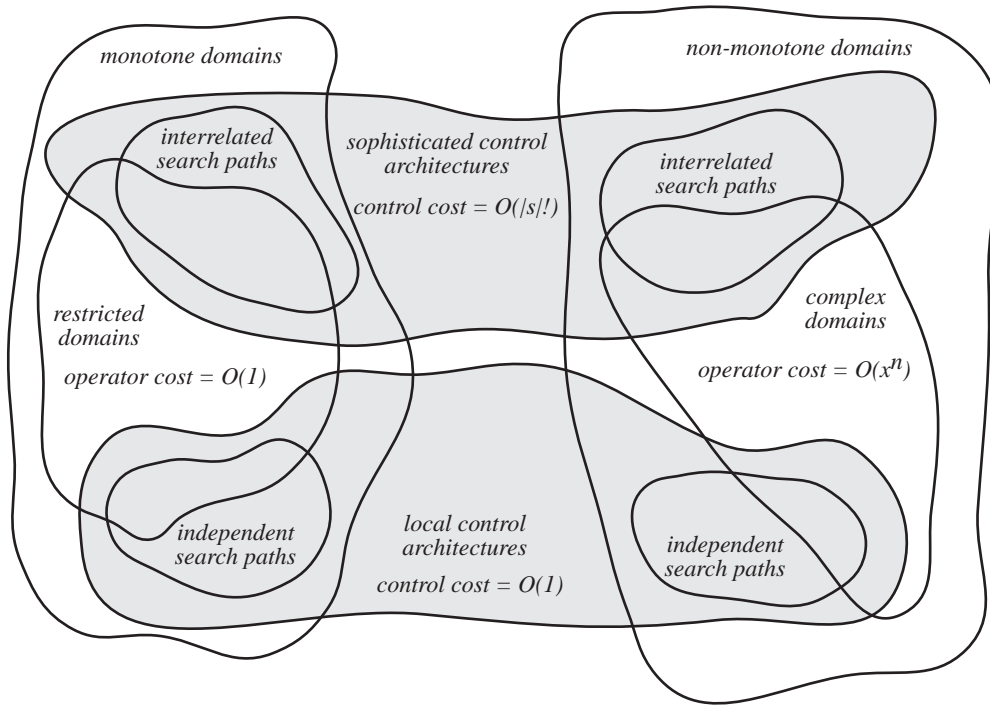 monotone domains
non-monotone domains
interrelated
search paths
sophisticated control
architectures
control cost = O(|s|!)
interrelated
search paths
restricted
domains
operator cost = O(1)
complex
domains
operator cost = O(xⁿ)
independent
search paths
local control
architectures
control cost = O(1)
independent
search paths